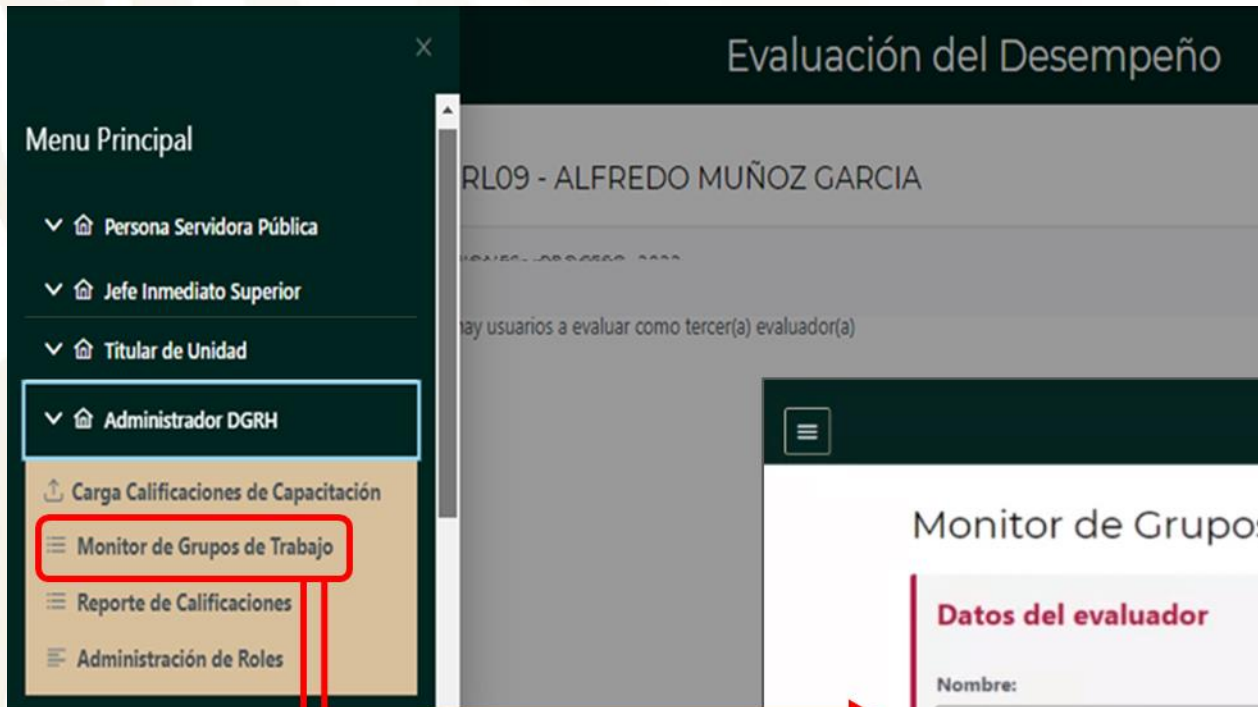 Evaluación del Desempeño
Menu Principal
RL09 - ALFREDO MUÑOZ GARCIA
Persona Servidora Pública
Jefe Inmediato Superior
hay usuarios a evaluar como tercer(a) evaluador(a)
Titular de Unidad
Administrador DGRH
Carga Calificaciones de Capacitación
Monitor de Grupos de Trabajo
Reporte de Calificaciones
Administración de Roles
Monitor de Grupos
Datos del evaluador
Nombre: